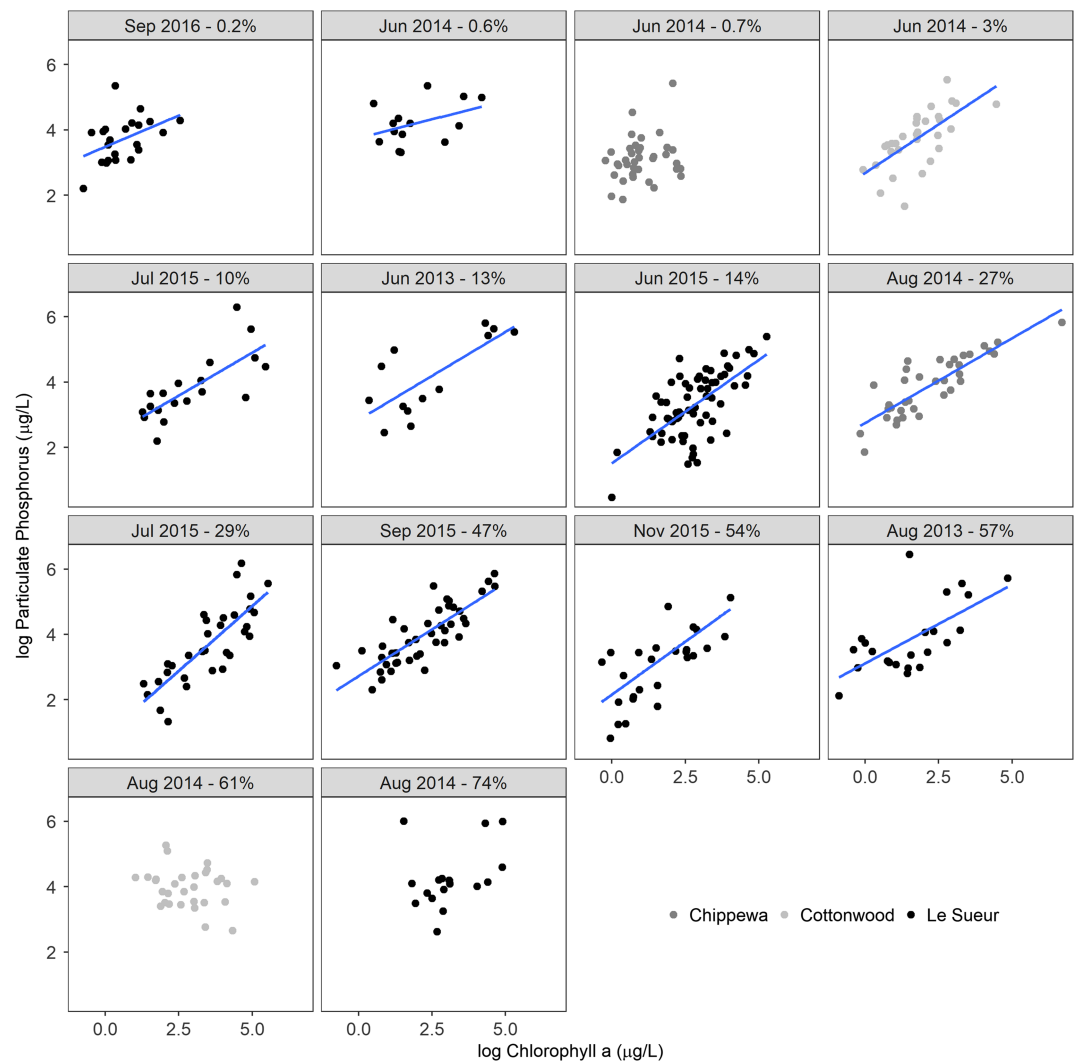 Sep 2016 - 0.2%
Jun 2014 - 0.6%
Jun 2014 - 0.7%
Jun 2014 - 3%
6
4
2
Jul 2015 - 10%
Jun 2013 - 13%
Jun 2015 - 14%
Aug 2014 - 27%
6
4
2
log Particulate Phosphorus (μg/L)
Jul 2015 - 29%
Sep 2015 - 47%
Nov 2015 - 54%
Aug 2013 - 57%
6
4
2
0.0 2.5 5.0
0.0 2.5 5.0
Aug 2014 - 61%
Aug 2014 - 74%
6
4
2
Chippewa Cottonwood Le Sueur
0.0 2.5 5.0
0.0 2.5 5.0
log Chlorophyll a (μg/L)